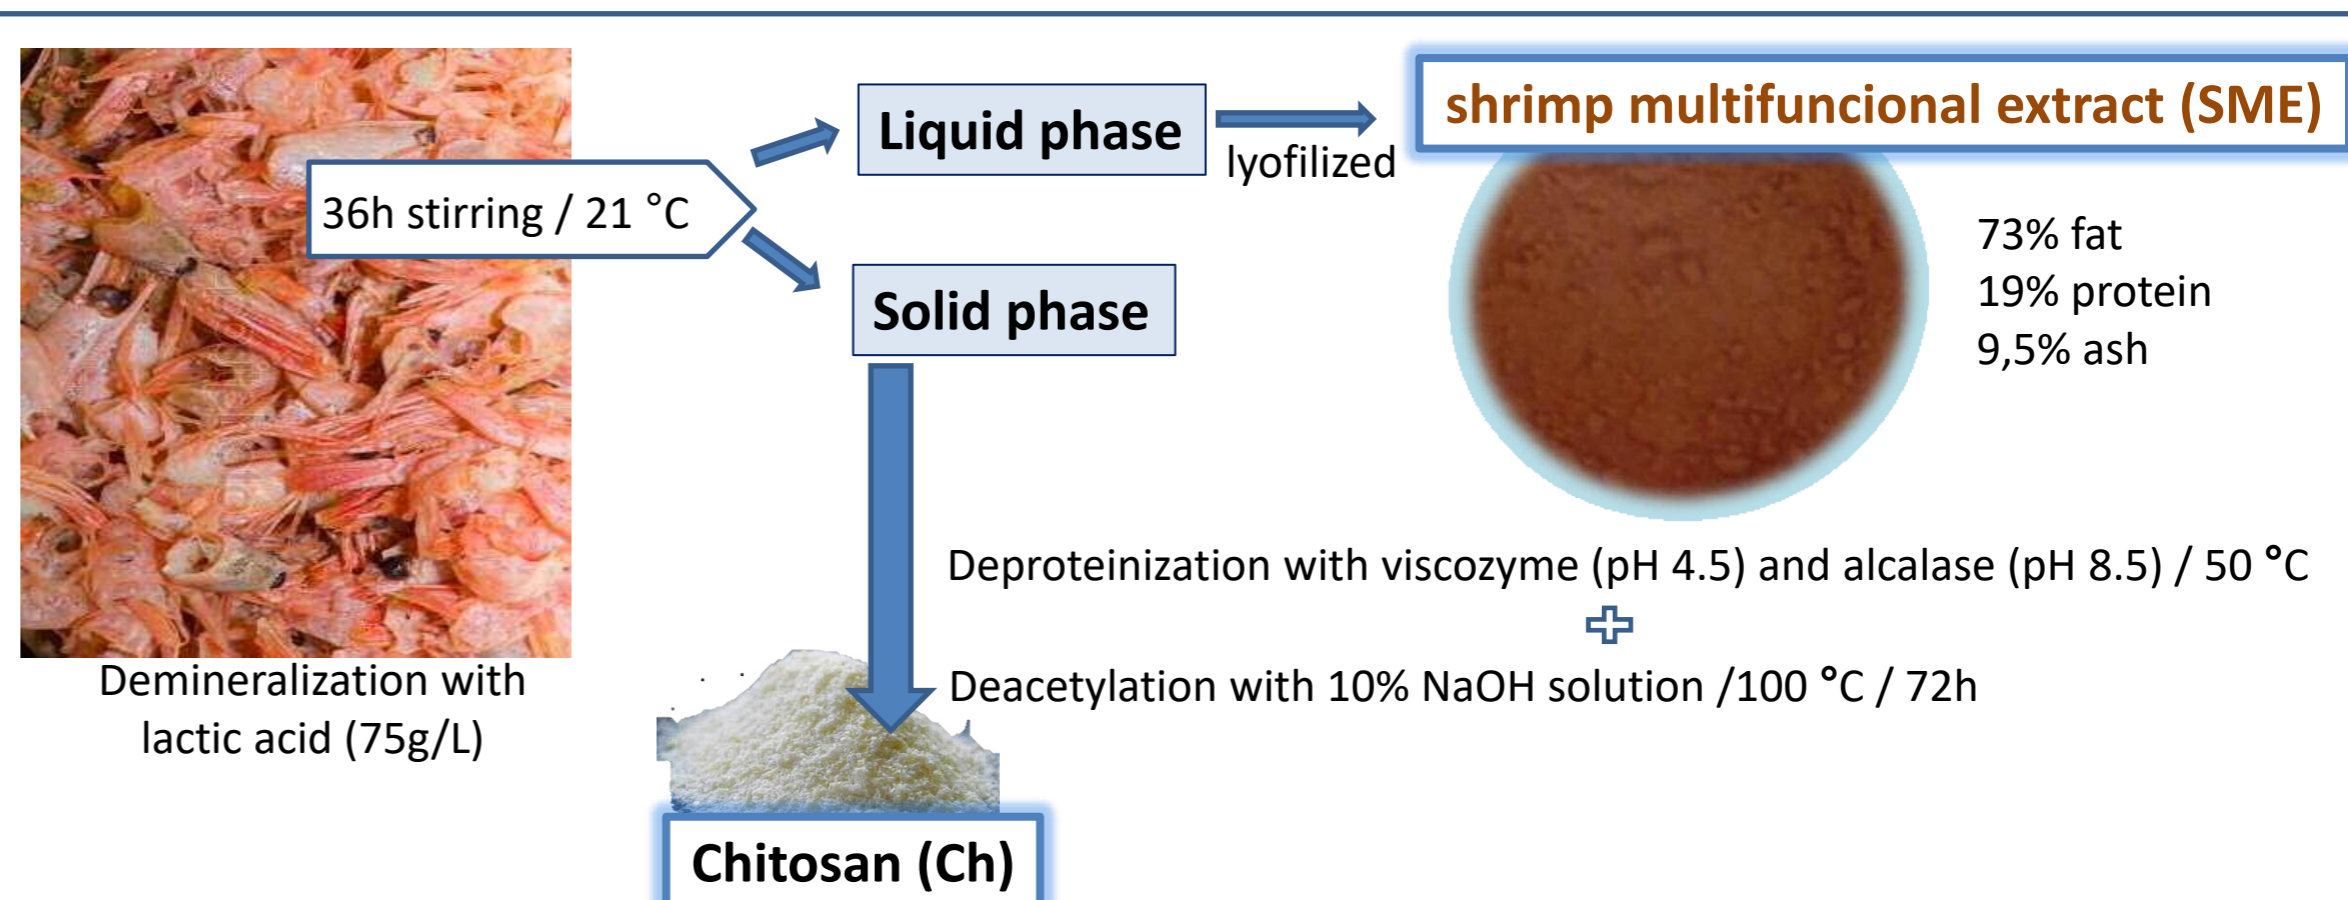 36h stirring / 21 °C
Demineralization with
lactic acid (75g/L)
Liquid phase
lyofilized
shrimp multifuncional extract (SME)
73% fat
19% protein
9,5% ash
Solid phase
Deproteinization with viscozyme (pH 4.5) and alcalase (pH 8.5) / 50 °C
Deacetylation with 10% NaOH solution /100 °C / 72h
Chitosan (Ch)